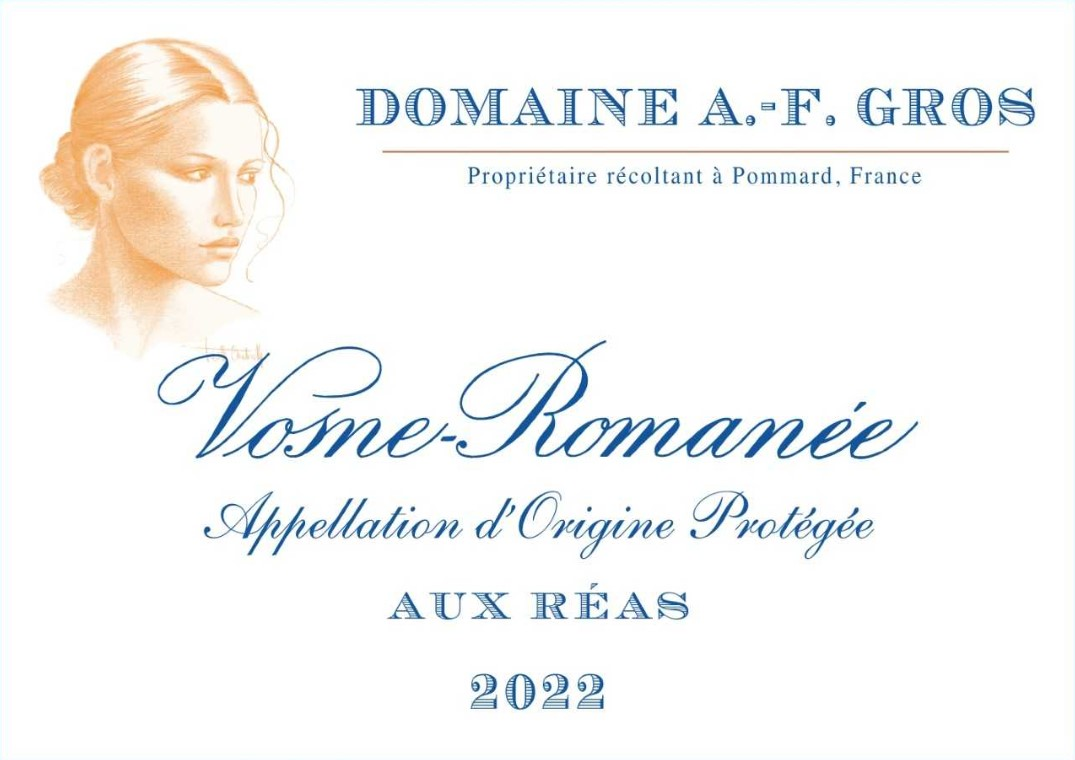 DOMAINE A.-F. GROS
Propriétaire récoltant à Pommard, France
Vosne-Romanée
Appellation d'Origine Protégée
AUX RÉAS
2022